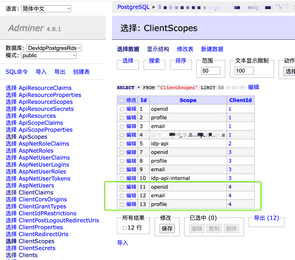 语言: 简体中文
Adminer 4.8.1
数据库: DevIdpPostgresRds
模式: public
SQL命令 导入 导出 创建表
选择 ApiResourceClaims
选择 ApiResourceProperties
选择 ApiResourceScopes
选择 ApiResourceSecrets
选择 ApiResources
选择 ApiScopeClaims
选择 ApiScopeProperties
选择 ApiScopes
选择 AspNetRoleClaims
选择 AspNetRoles
选择 AspNetUserClaims
选择 AspNetUserLogins
选择 AspNetUserRoles
选择 AspNetUserTokens
选择 AspNetUsers
选择 ClientClaims
选择 ClientCorsOrigins
选择 ClientGrantTypes
选择 ClientIdPRestrictions
选择 ClientPostLogoutRedirectUris
选择 ClientProperties
选择 ClientRedirectUris
选择 ClientScopes
选择 ClientSecrets
选择 Clients
PostgreSQL »
选择: ClientScopes
选择数据 显示结构 修改表 新建数据
选择 搜索 排序 范围 文本显示限制 动作
50 100 选择
SELECT * FROM "ClientScopes" LIMIT 50 编辑
修改 Id Scope ClientId
编辑 1 openid 1
编辑 2 profile 1
编辑 3 email 1
编辑 4
编辑 5 idp-api 2
编辑 7 openid 3
编辑 8 profile 3
编辑 9 email 3
编辑 10 idp-api-internal 3
编辑 11 openid 4
编辑 12 email 4
编辑 13 profile 4
所有结果 修改 已选中 (0) 导出 (12)
12 行 保存 编辑 复制 删除
导入